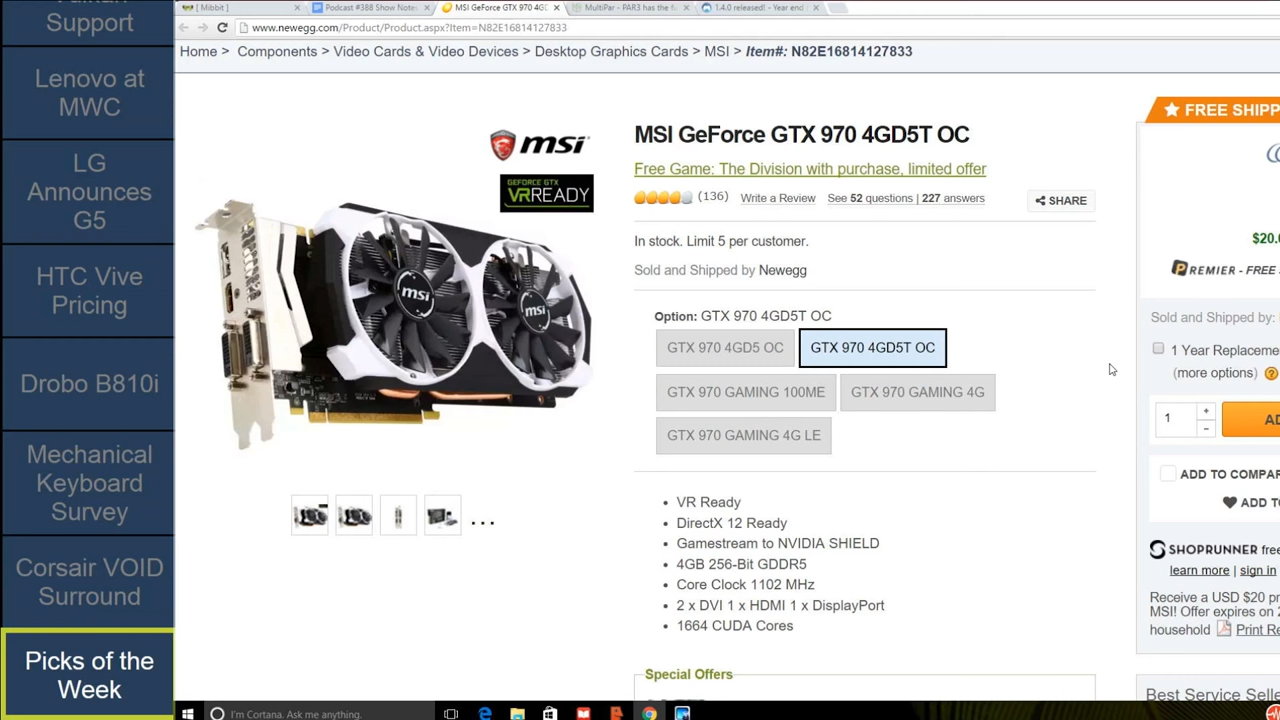 Vulkan
Support
Lenovo at
MWC
LG
Announces
G5
HTC Vive
Pricing
Drobo B810i
Mechanical
Keyboard
Survey
Corsair VOID
Surround
Picks of the
Week
[ Mibbit ]
Podcast #388 Show Notes
MSI GeForce GTX 970 4G
MultiPar - PAR3 has the f
1.4.0 released! – Year end
www.newegg.com/Product/Product.aspx?Item=N82E16814127833
Home > Components > Video Cards & Video Devices > Desktop Graphics Cards > MSI > Item#: N82E16814127833
msi
GEFORCE GTX
VR READY
msi
msi
...
MSI GeForce GTX 970 4GD5T OC
Free Game: The Division with purchase, limited offer
(136) Write a Review See 52 questions | 227 answers
SHARE
In stock. Limit 5 per customer.
Sold and Shipped by Newegg
Option: GTX 970 4GD5T OC
GTX 970 4GD5 OC
GTX 970 4GD5T OC
GTX 970 GAMING 100ME
GTX 970 GAMING 4G
GTX 970 GAMING 4G LE
• VR Ready
• DirectX 12 Ready
• Gamestream to NVIDIA SHIELD
• 4GB 256-Bit GDDR5
• Core Clock 1102 MHz
• 2 x DVI 1 x HDMI 1 x DisplayPort
• 1664 CUDA Cores
Special Offers
FREE SHIPP
$20.0
PREMIER - FREE
Sold and Shipped by:
1 Year Replaceme
(more options) ?
1
+
-
AD
ADD TO COMPAR
ADD TO
SHOPRUNNER free
learn more | sign in
Receive a USD $20 pr
MSI! Offer expires on 2
household Print Re
Best Service Selle
I'm Cortana. Ask me anything.